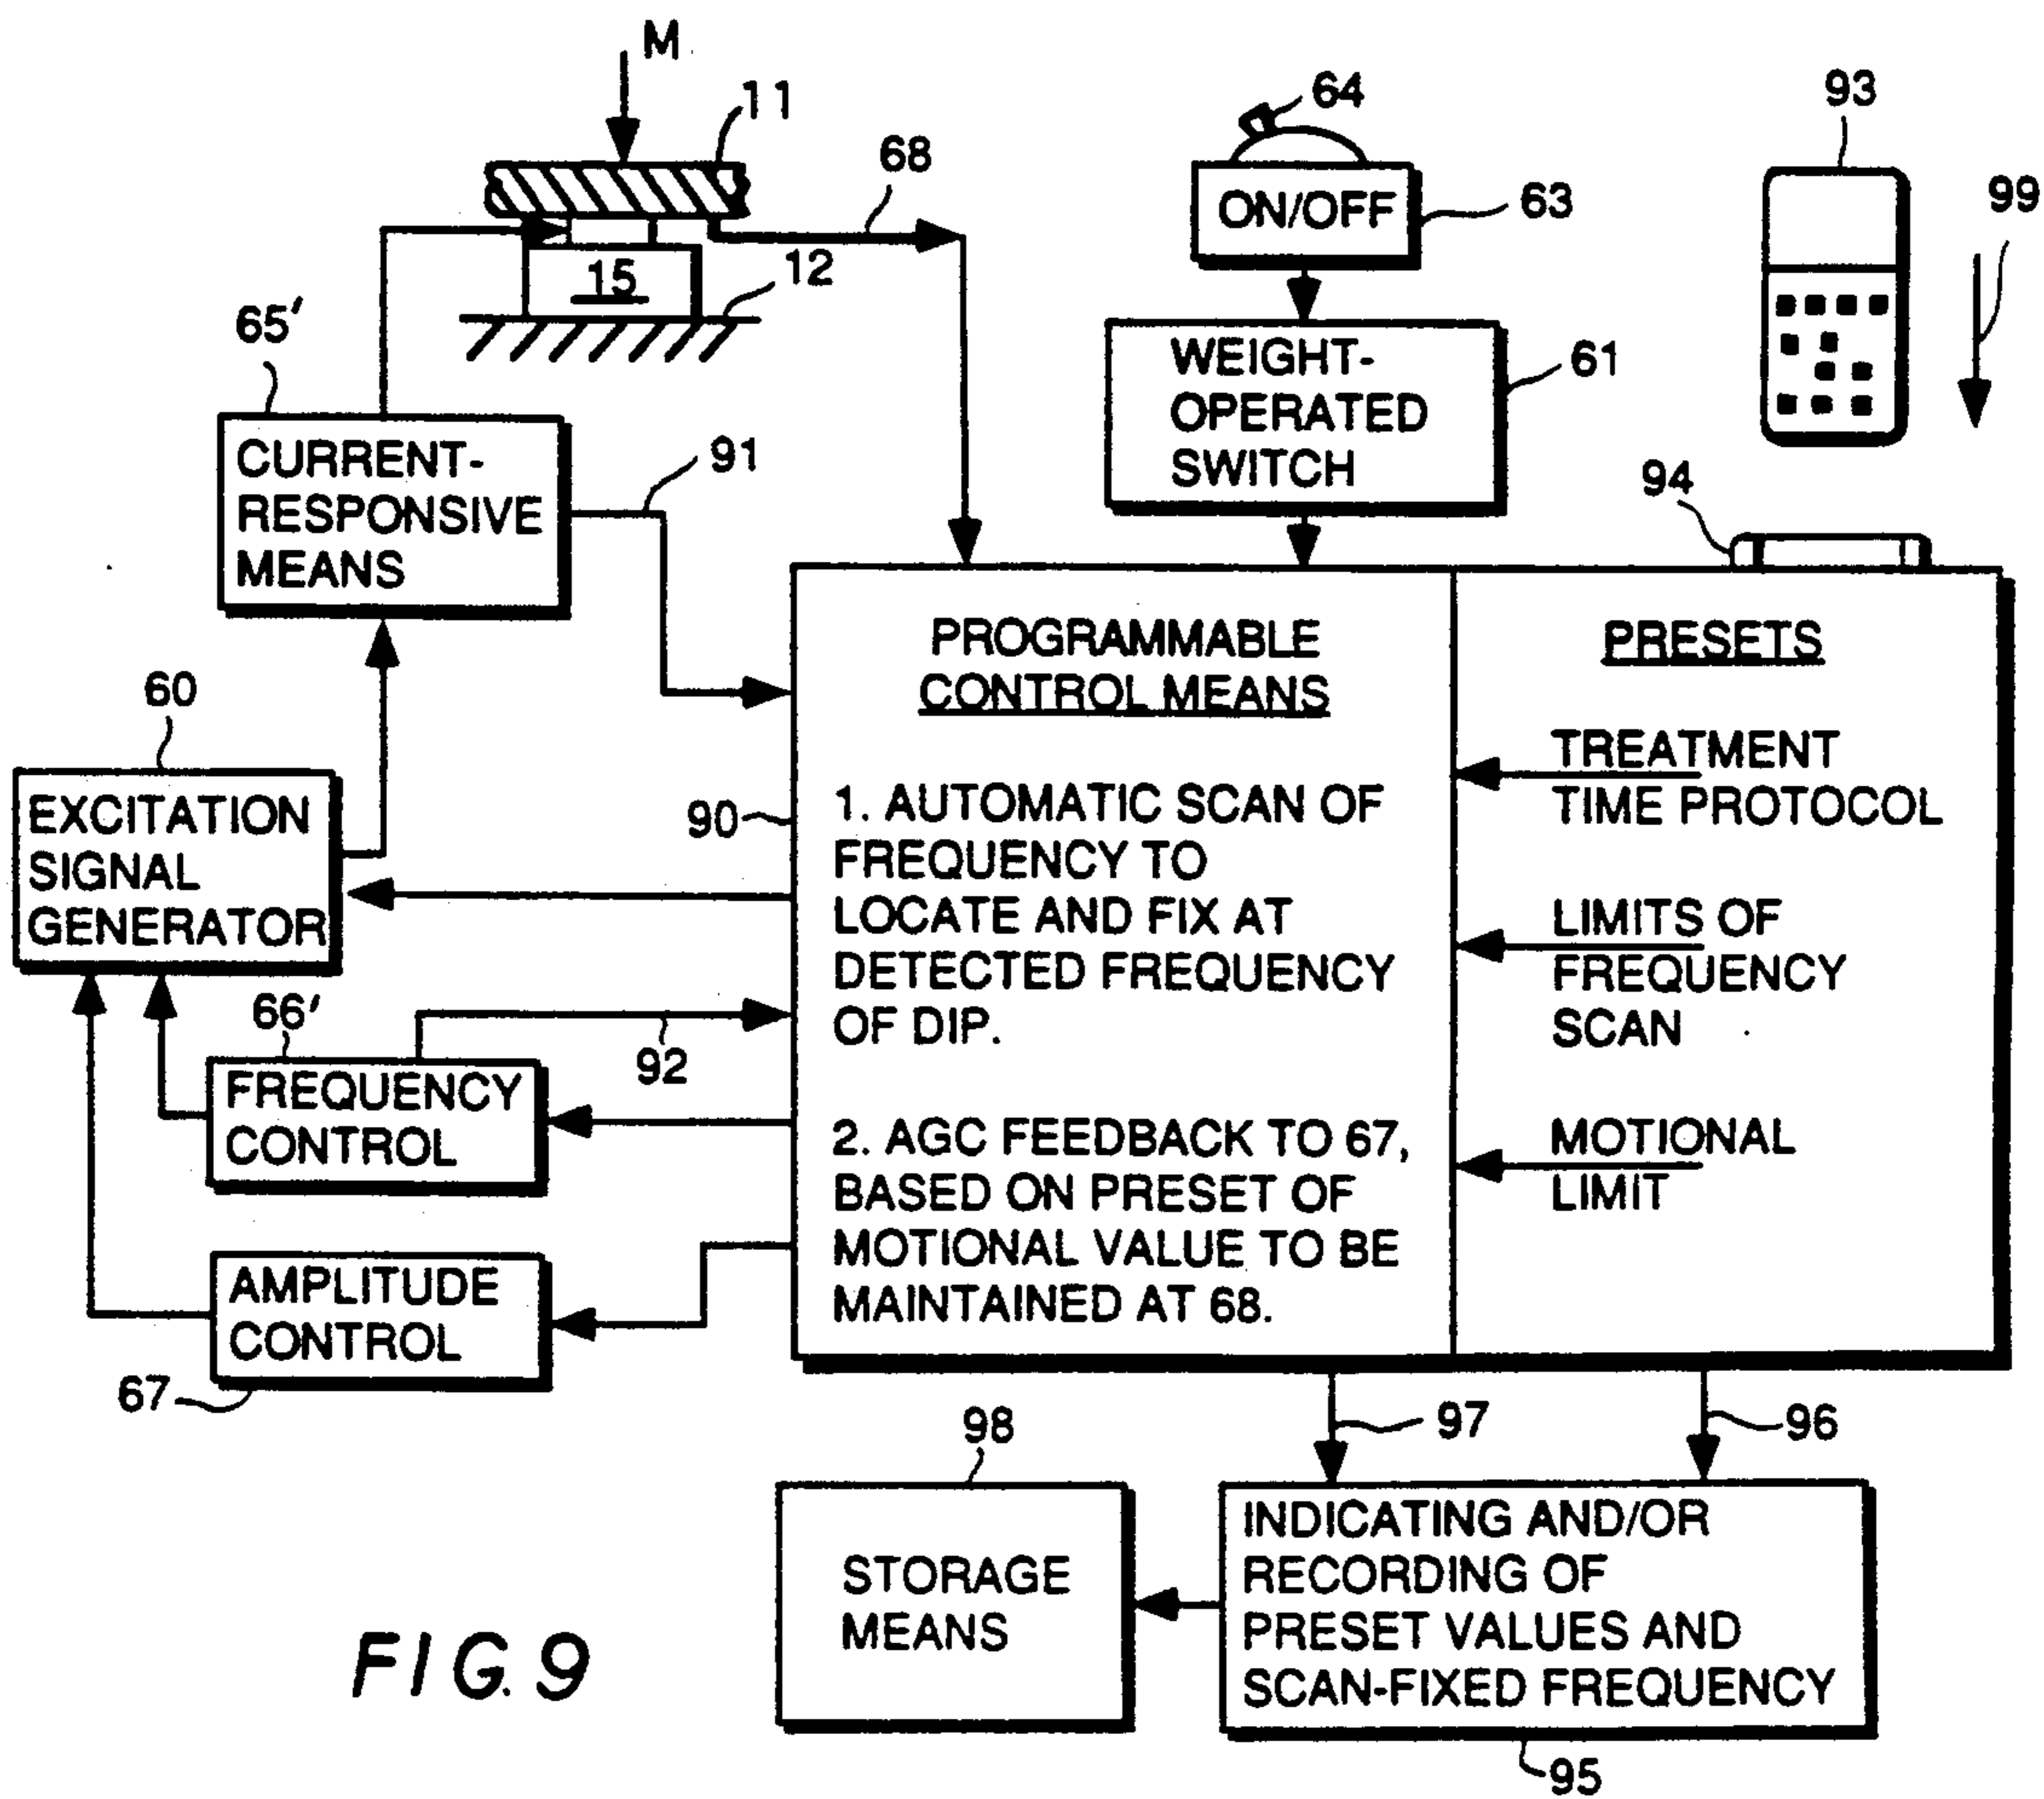 M
11
68
12
15
64
ON/OFF
63
93
99
65'
WEIGHT-
OPERATED
SWITCH
61
CURRENT-
RESPONSIVE
MEANS
91
94
60
EXCITATION
SIGNAL
GENERATOR
90
PROGRAMMABLE
CONTROL MEANS
1. AUTOMATIC SCAN OF
FREQUENCY TO
LOCATE AND FIX AT
DETECTED FREQUENCY
OF DIP.
2. AGC FEEDBACK TO 67,
BASED ON PRESET OF
MOTIONAL VALUE TO BE
MAINTAINED AT 68.
PRESETS
TREATMENT
TIME PROTOCOL
LIMITS OF
FREQUENCY
SCAN
MOTIONAL
LIMIT
66'
92
FREQUENCY
CONTROL
AMPLITUDE
CONTROL
67
97
96
98
STORAGE
MEANS
INDICATING AND/OR
RECORDING OF
PRESET VALUES AND
SCAN-FIXED FREQUENCY
95
FIG. 9